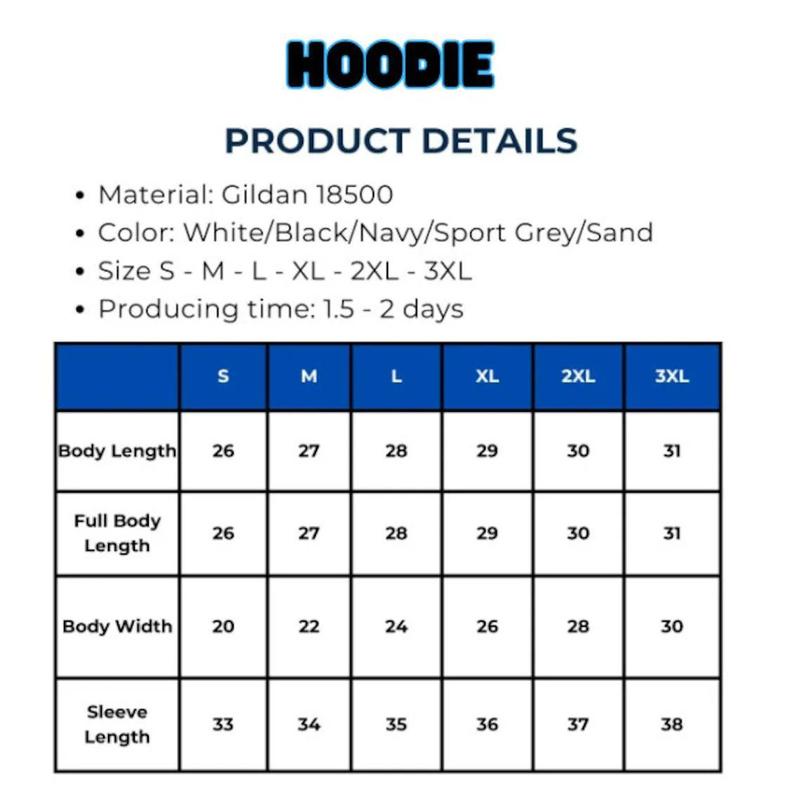 HOODIE
PRODUCT DETAILS
• Material: Gildan 18500
• Color: White/Black/Navy/Sport Grey/Sand
• Size S - M - L - XL - 2XL - 3XL
• Producing time: 1.5 - 2 days
S M L XL 2XL 3XL
Body Length 26 27 28 29 30 31
Full Body
Length 26 27 28 29 30 31
Body Width 20 22 24 26 28 30
Sleeve
Length 33 34 35 36 37 38